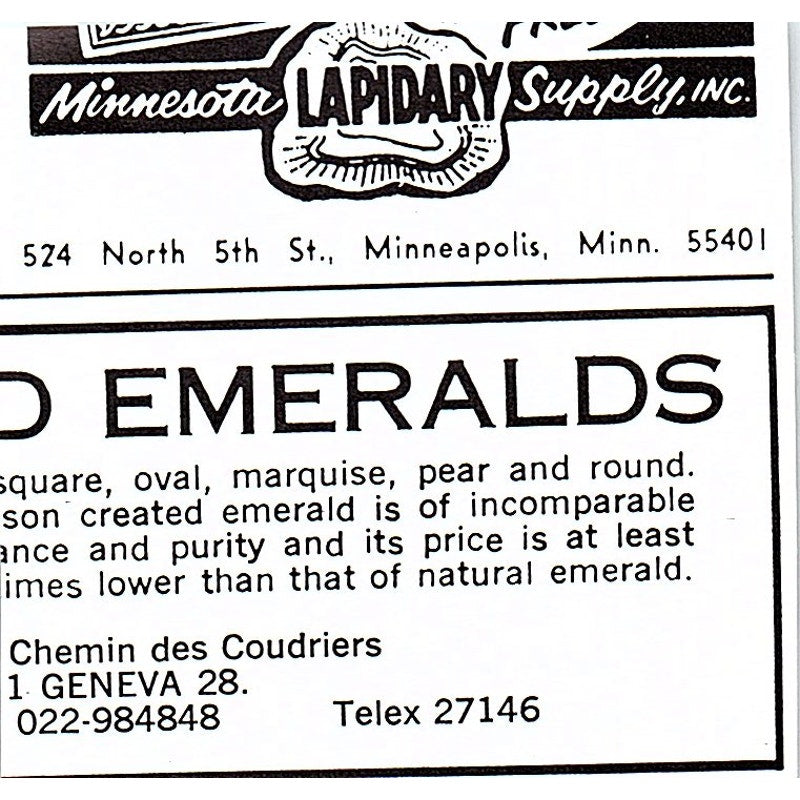 Minnesota LAPIDARY Supply, INC.
524 North 5th St., Minneapolis, Minn. 55401
D EMERALDS
square, oval, marquise, pear and round.
son created emerald is of incomparable
ance and purity and its price is at least
imes lower than that of natural emerald.
Chemin des Coudriers
1 GENEVA 28.
022-984848 Telex 27146